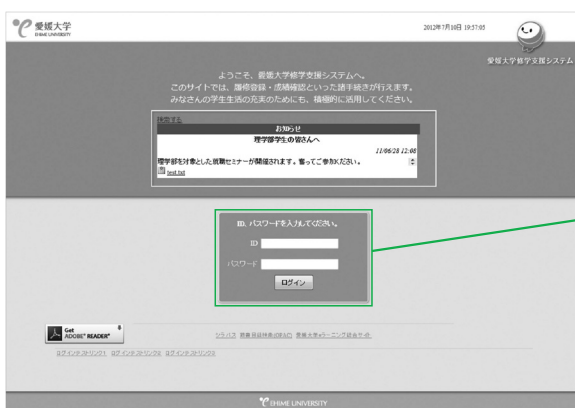 愛媛大学
EHIME UNIVERSITY
2012年7月10日 19:57:05
愛媛大学修学支援システム
ようこそ、愛媛大学修学支援システムへ。
このサイトでは、履修登録・成績確認といった諸手続きが行えます。
みなさんの学生生活の充実のためにも、積極的に活用してください。
検索する
お知らせ
理学部学生の皆さんへ
11/06/28 12:08
理学部を対象とした就職セミナーが開催されます。奮ってご参加ください。
test.txt
ID、パスワードを入力してください。
ID
パスワード
ログイン
Get
ADOBE® READER®
シラバス
ログインテストリンク1 ログインテストリンク2 ログインテストリンク3
EHIME UNIVERSITY